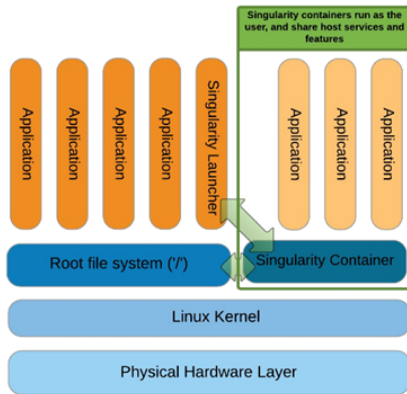 Singularity containers run as the
user, and share host services and
features
Application
Application
Application
Application
Singularity Launcher
Application
Application
Application
Root file system ('/')
Singularity Container
Linux Kernel
Physical Hardware Layer